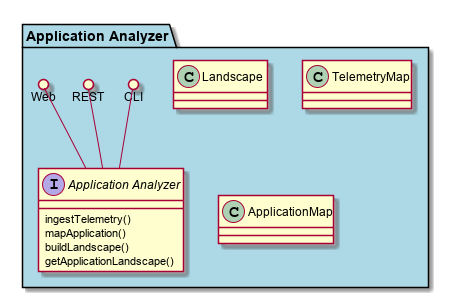 Application Analyzer
Web
REST
CLI
C Landscape
C TelemetryMap
I Application Analyzer
ingestTelemetry()
mapApplication()
buildLandscape()
getApplicationLandscape()
C ApplicationMap